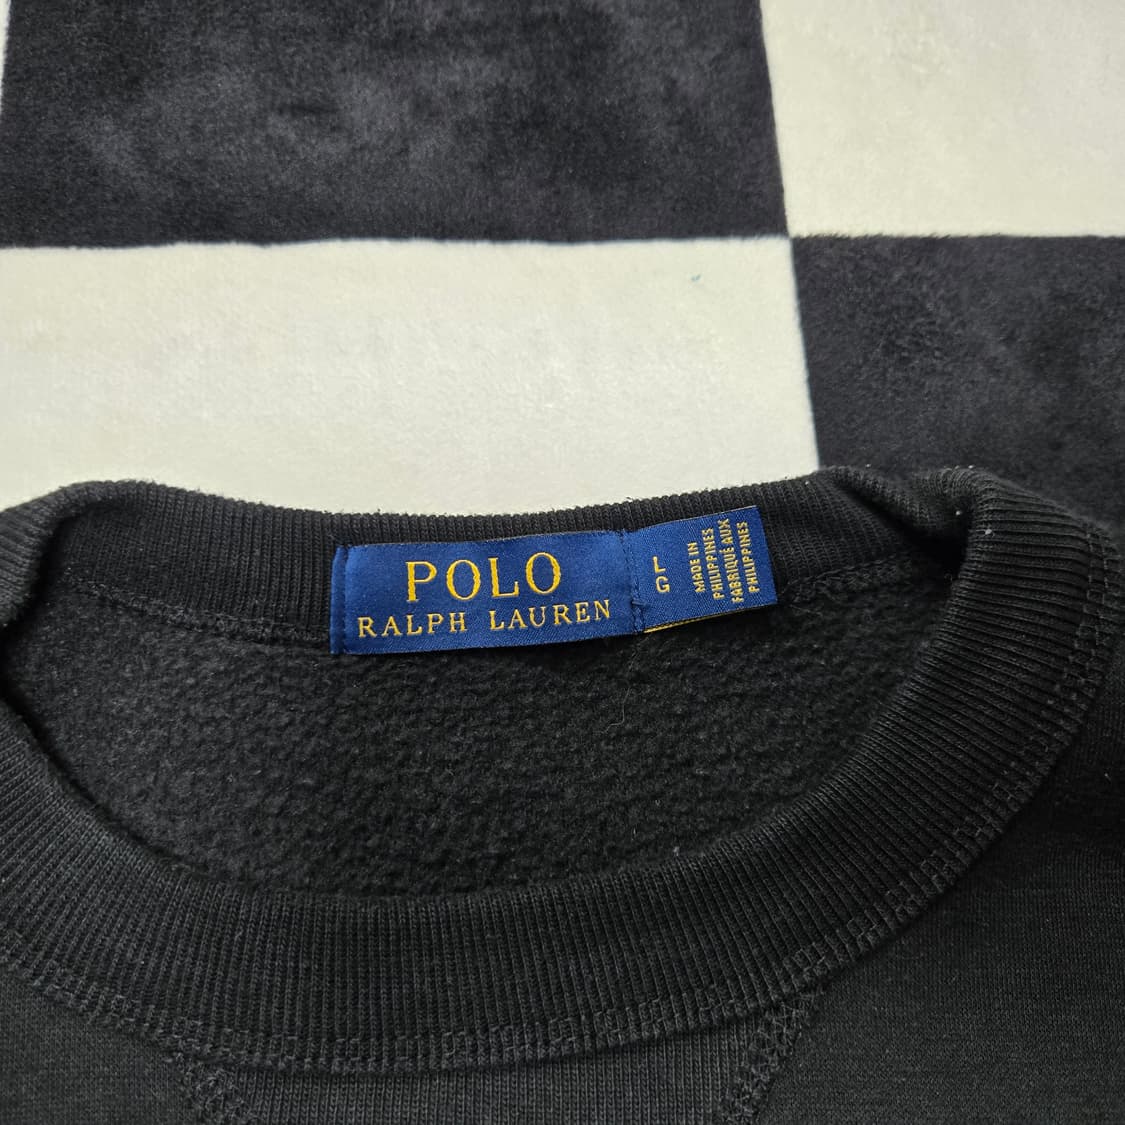 POLO
RALPH LAUREN
L
G
MADE IN
PHILIPPINES
FABRIQUÉ AUX
PHILIPPINES